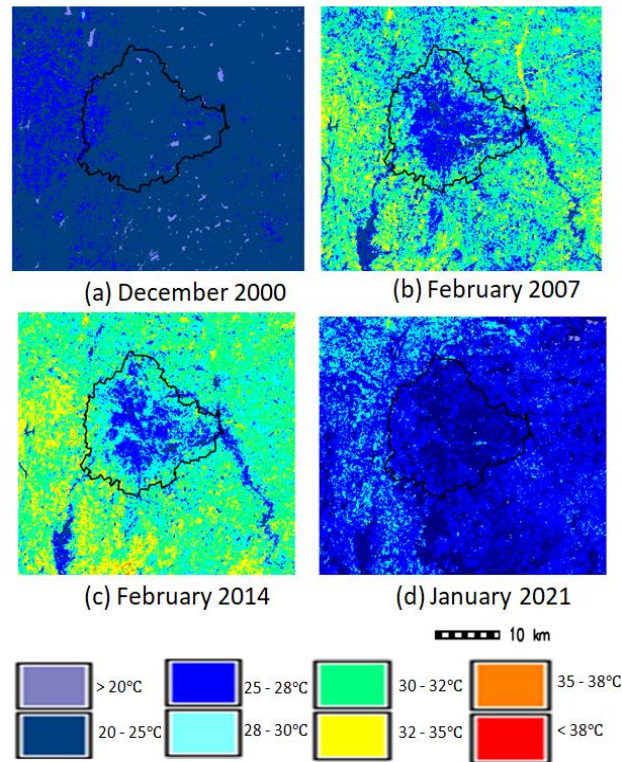 (a) December 2000
(b) February 2007
(c) February 2014
(d) January 2021
10 km
> 20°C
25 - 28°C
30 - 32°C
35 - 38°C
20 - 25°C
28 - 30°C
32 - 35°C
< 38°C